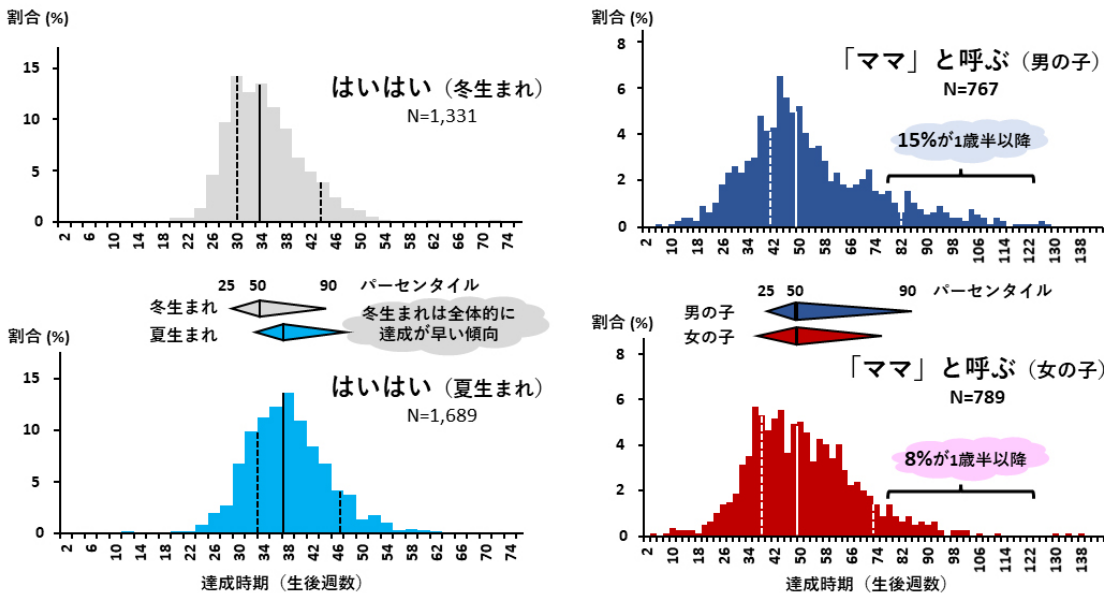 割合 (%)
15
10
5
0
はいはい（冬生まれ）
N=1,331
2 6 10 14 18 22 26 30 34 38 42 46 50 54 58 62 66 70 74
割合 (%)
8
6
4
2
0
「ママ」と呼ぶ（男の子）
N=767
15%が1歳半以降
2 10 18 26 34 42 50 58 66 74 82 90 98 106 114 122 130 138
25 50 90 パーセンタイル
冬生まれ
夏生まれ
冬生まれは全体的に
達成が早い傾向
25 50 90 パーセンタイル
男の子
女の子
割合 (%)
15
10
5
0
はいはい（夏生まれ）
N=1,689
2 6 10 14 18 22 26 30 34 38 42 46 50 54 58 62 66 70 74
達成時期（生後週数）
割合 (%)
8
6
4
2
0
「ママ」と呼ぶ（女の子）
N=789
8%が1歳半以降
2 10 18 26 34 42 50 58 66 74 82 90 98 106 114 122 130 138
達成時期（生後週数）